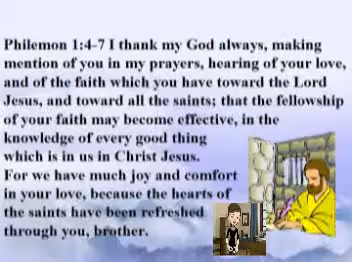 Philemon 1:4-7 I thank my God always, making
mention of you in my prayers, hearing of your love,
and of the faith which you have toward the Lord
Jesus, and toward all the saints; that the fellowship
of your faith may become effective, in the
knowledge of every good thing
which is in us in Christ Jesus.
For we have much joy and comfort
in your love, because the hearts of
the saints have been refreshed
through you, brother.